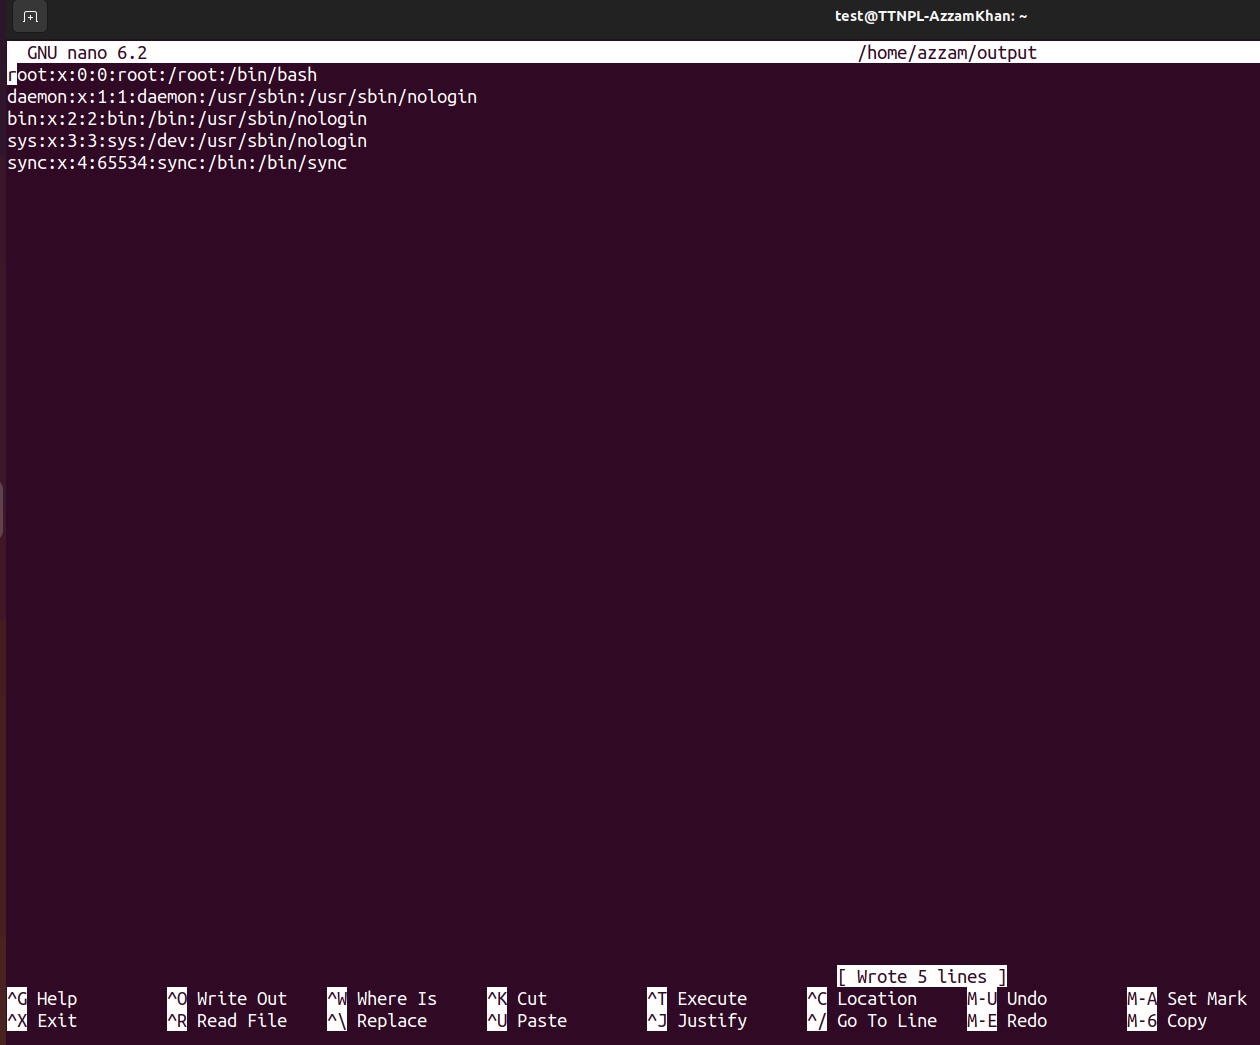 test@TTNPL-AzzamKhan: ~
GNU nano 6.2 /home/azzam/output
root:x:0:0:root:/root:/bin/bash
daemon:x:1:1:daemon:/usr/sbin:/usr/sbin/nologin
bin:x:2:2:bin:/bin:/usr/sbin/nologin
sys:x:3:3:sys:/dev:/usr/sbin/nologin
sync:x:4:65534:sync:/bin:/bin/sync
[ Wrote 5 lines ]
^G Help ^O Write Out ^W Where Is ^K Cut ^T Execute ^C Location M-U Undo M-A Set Mark
^X Exit ^R Read File ^\ Replace ^U Paste ^J Justify ^/ Go To Line M-E Redo M-6 Copy